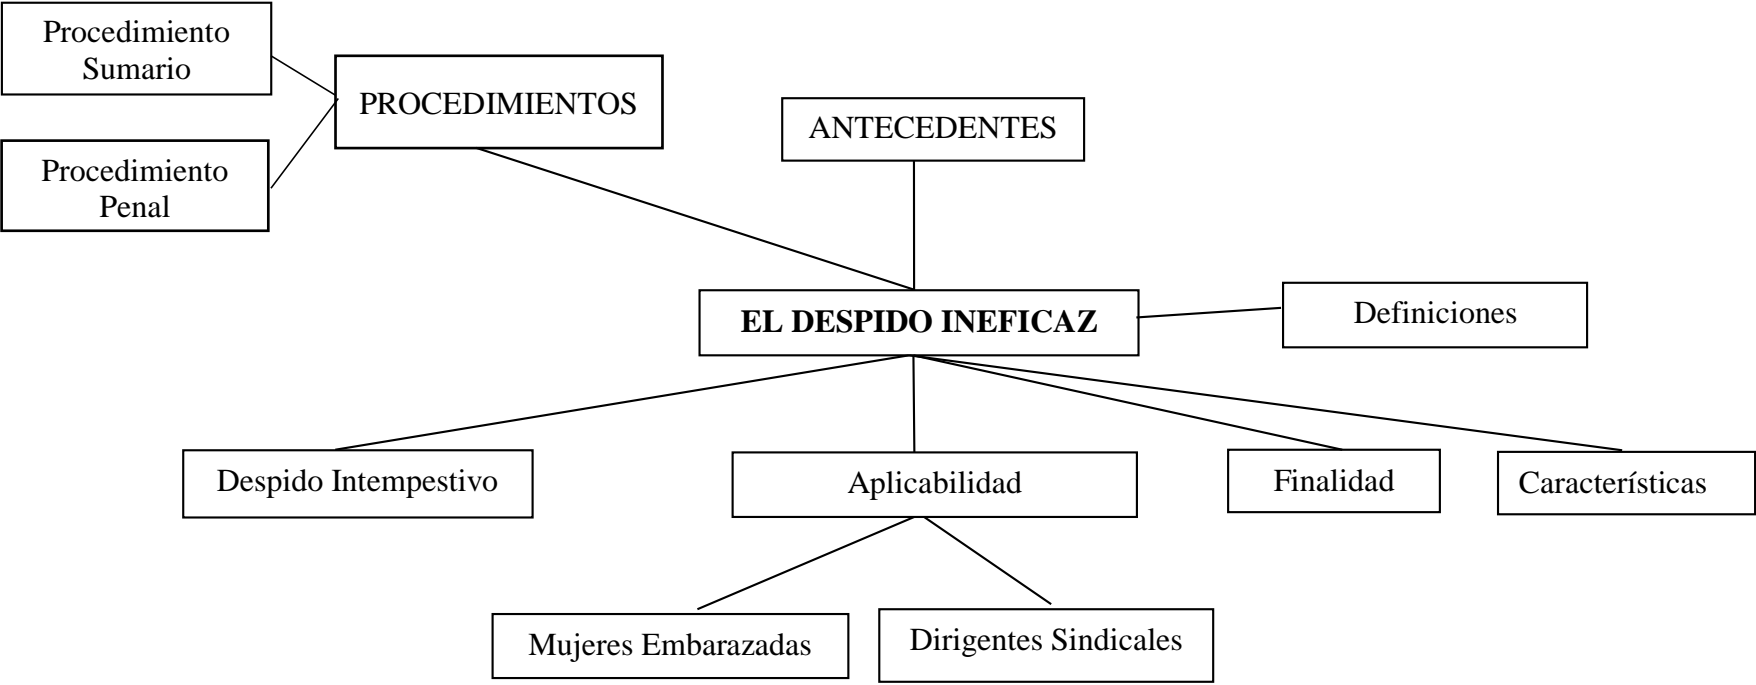 Procedimiento
Sumario
PROCEDIMIENTOS
ANTECEDENTES
Procedimiento
Penal
EL DESPIDO INEFICAZ
Definiciones
Despido Intempestivo
Aplicabilidad
Finalidad
Características
Mujeres Embarazadas
Dirigentes Sindicales